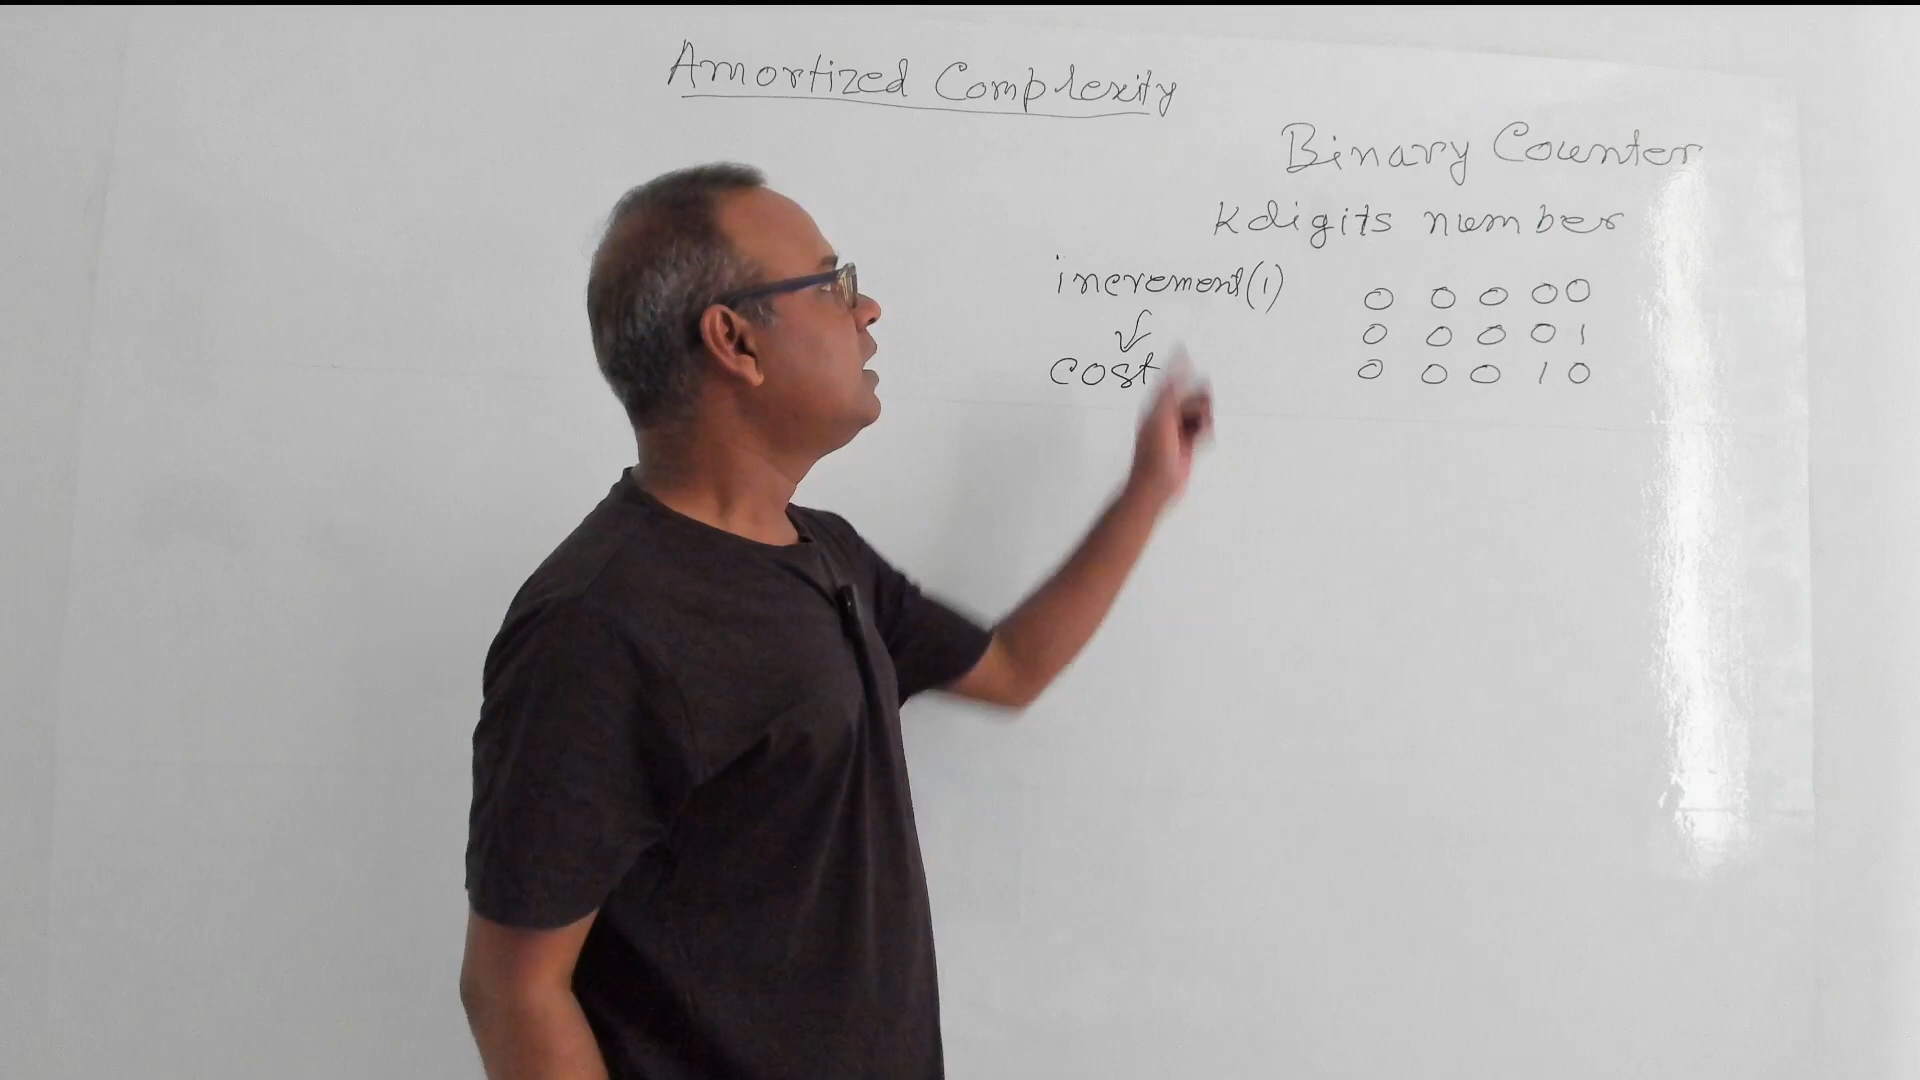 Amortized Complexity
Binary Counter
K digits number
increment(1)
cost
0 0 0 0 0
0 0 0 0 1
0 0 0 1 0